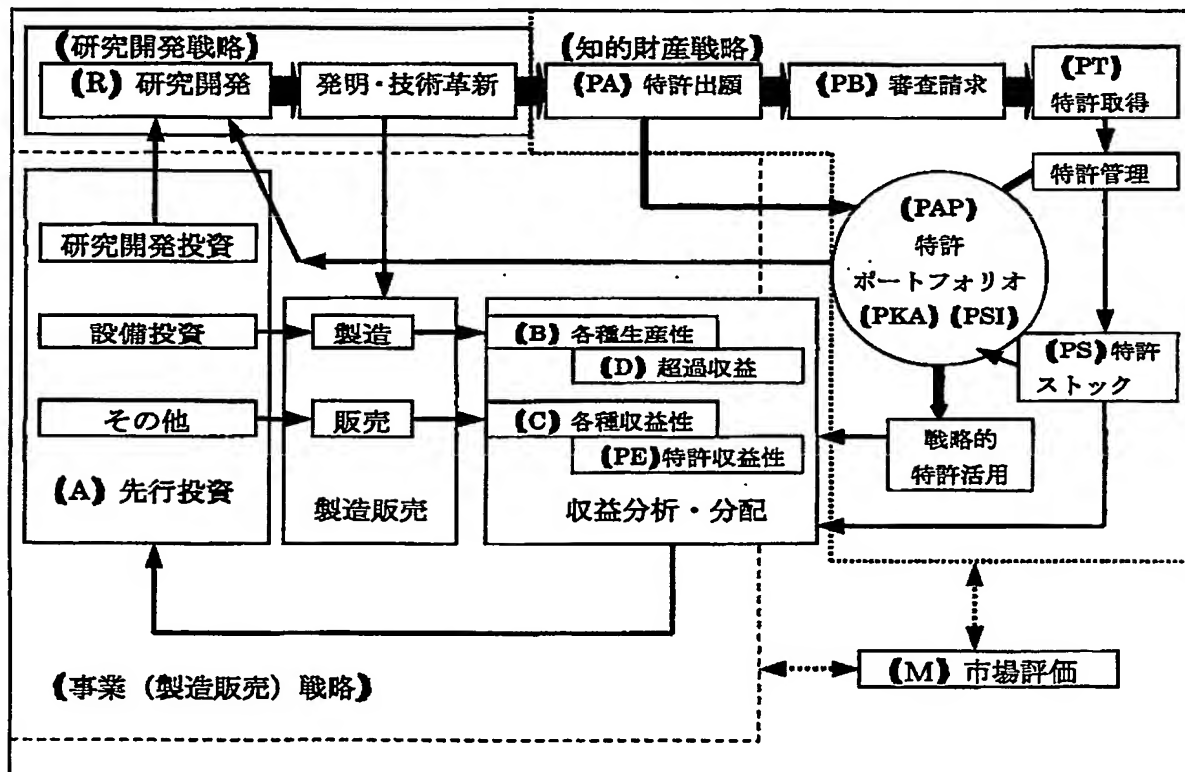 【研究開発戦略】
(R) 研究開発
発明・技術革新
【知的財産戦略】
(PA) 特許出願
(PB) 審査請求
(PT)
特許取得
特許管理
(PAP)
特許
ポートフォリオ
(PKA) (PSI)
(PS) 特許
ストック
戦略的
特許活用
研究開発投資
設備投資
その他
(A) 先行投資
製造
販売
製造販売
(B) 各種生産性
(D) 超過収益
(C) 各種収益性
(PE) 特許収益性
収益分析・分配
【事業（製造販売）戦略】
(M) 市場評価